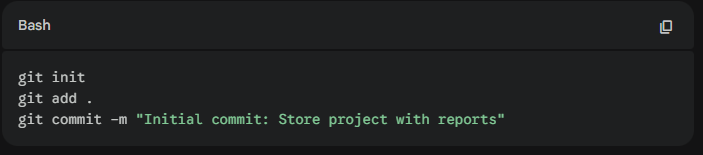 Bash
git init
git add .
git commit -m "Initial commit: Store project with reports"